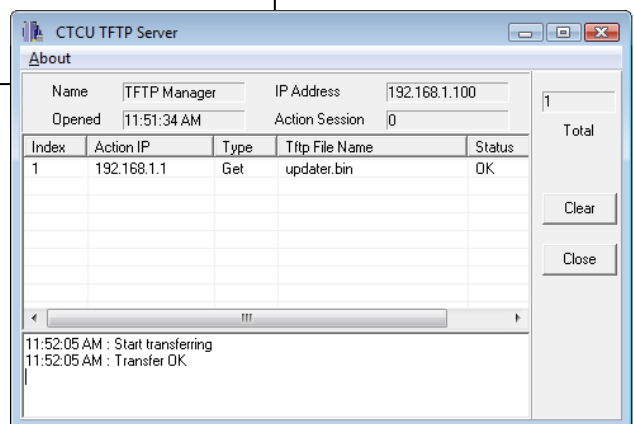 CTCU TFTP Server
About
Name TFTP Manager IP Address 192.168.1.100
Opened 11:51:34 AM Action Session 0
1
Total
Index Action IP Type Tftp File Name Status
1 192.168.1.1 Get updater.bin OK
Clear
Close
11:52:05 AM : Start transferring
11:52:05 AM : Transfer OK